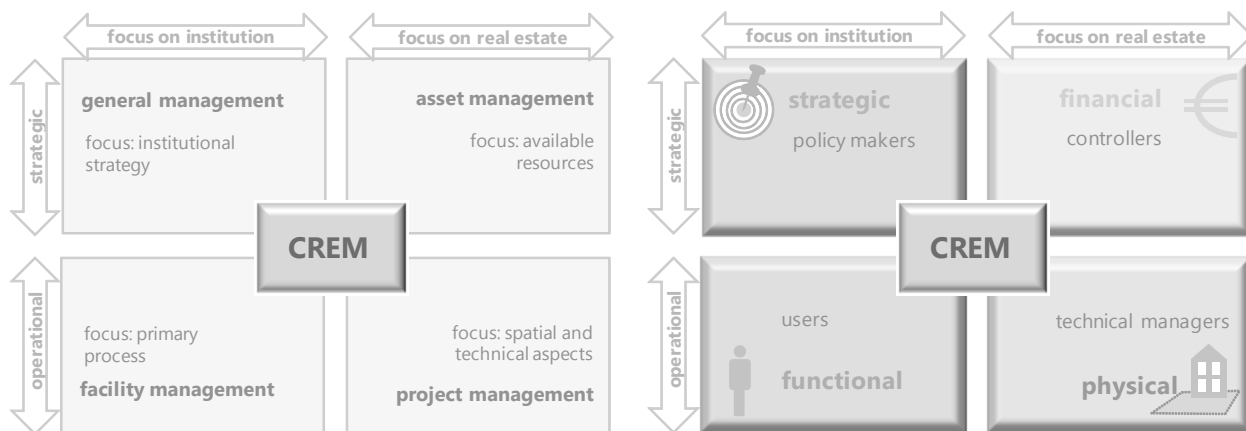 focus on institution
focus on real estate
strategic
general management
focus: institutional
strategy
asset management
focus: available
resources
CREM
operational
focus: primary
process
facility management
focus: spatial and
technical aspects
project management
focus on institution
focus on real estate
strategic
strategic
policy makers
financial
controllers
CREM
operational
users
functional
technical managers
physical